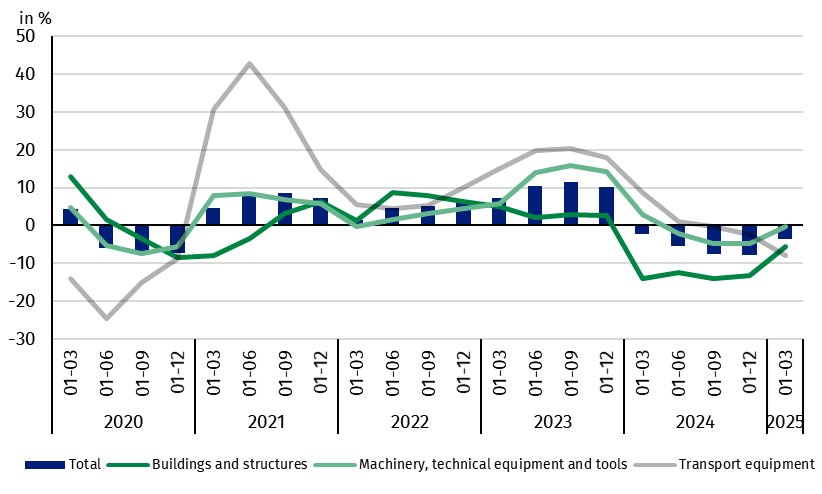 in %
50
40
30
20
10
0
-10
-20
-30
01-03 01-06 01-09 01-12 01-03 01-06 01-09 01-12 01-03 01-06 01-09 01-12 01-03 01-06 01-09 01-12 01-03 01-06 01-09 01-12 01-03
2020 2021 2022 2023 2024 2025
Total Buildings and structures Machinery, technical equipment and tools Transport equipment